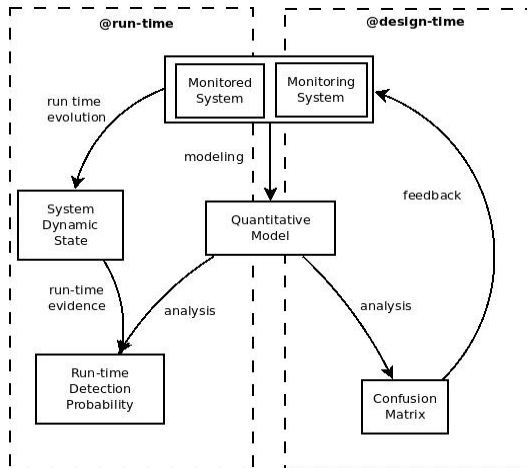 @run-time
@design-time
Monitored
System
Monitoring
System
run time
evolution
modeling
feedback
System
Dynamic
State
Quantitative
Model
run-time
evidence
analysis
analysis
Run-time
Detection
Probability
Confusion
Matrix